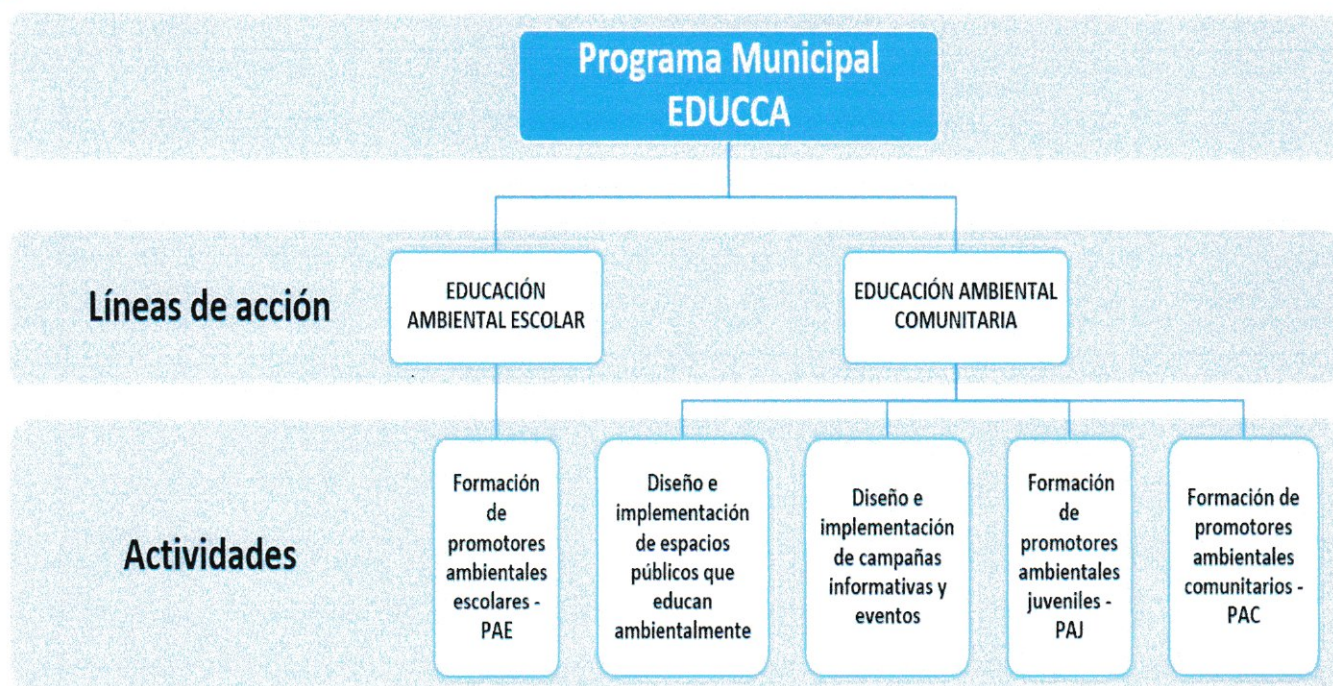 Programa Municipal
EDUCCA
Líneas de acción
EDUCACIÓN
AMBIENTAL ESCOLAR
EDUCACIÓN AMBIENTAL
COMUNITARIA
Actividades
Formación
de
promotores
ambientales
escolares -
PAE
Diseño e
implementación
de espacios
públicos que
educan
ambientalmente
Diseño e
implementación
de campañas
informativas y
eventos
Formación
de
promotores
ambientales
juveniles -
PAJ
Formación de
promotores
ambientales
comunitarios -
PAC